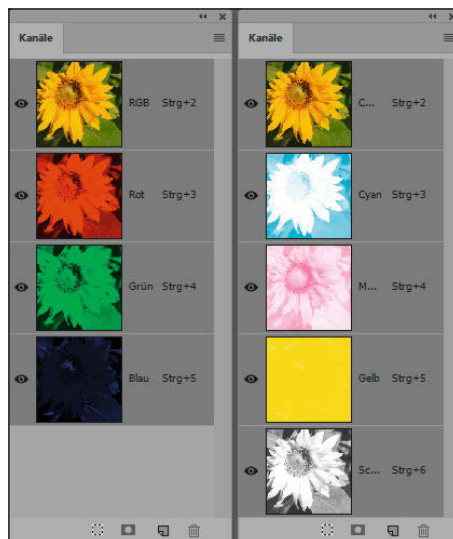 Kanäle
RGB Strg+2
Rot Strg+3
Grün Strg+4
Blau Strg+5
Kanäle
C... Strg+2
Cyan Strg+3
M... Strg+4
Gelb Strg+5
Sc... Strg+6